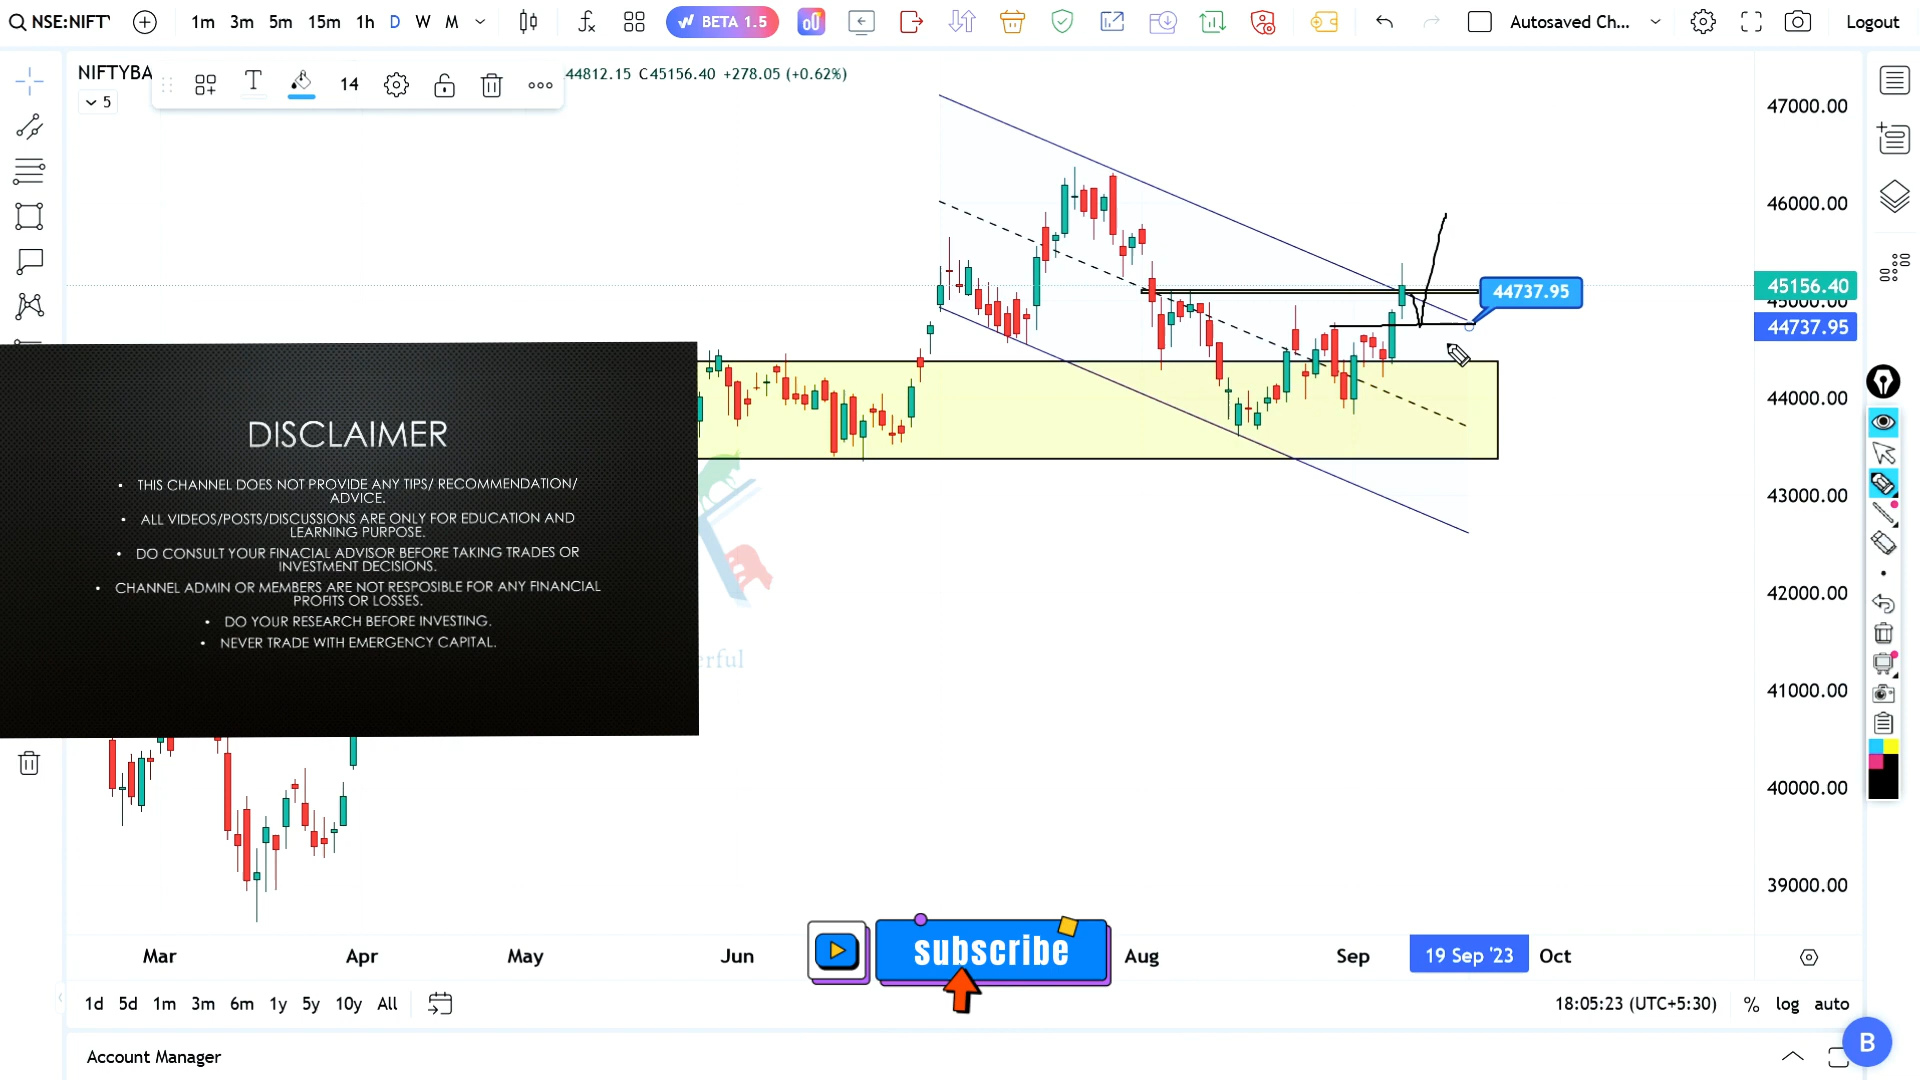 NSE:NIFT
1m 3m 5m 15m 1h D W M
BETA 1.5
Autosaved Ch...
Logout
NIFTYBA
14
44812.15 C45156.40 +278.05 (+0.62%)
5
47000.00
46000.00
45156.40
45000.00
44737.95
44737.95
44000.00
43000.00
42000.00
41000.00
40000.00
39000.00
DISCLAIMER
• THIS CHANNEL DOES NOT PROVIDE ANY TIPS/ RECOMMENDATION/
ADVICE.
• ALL VIDEOS/POSTS/DISCUSSIONS ARE ONLY FOR EDUCATION AND
LEARNING PURPOSE.
• DO CONSULT YOUR FINACIAL ADVISOR BEFORE TAKING TRADES OR
INVESTMENT DECISIONS.
• CHANNEL ADMIN OR MEMBERS ARE NOT RESPOSIBLE FOR ANY FINANCIAL
PROFITS OR LOSSES.
• DO YOUR RESEARCH BEFORE INVESTING.
• NEVER TRADE WITH EMERGENCY CAPITAL.
erful
subscribe
Mar Apr May Jun Aug Sep 19 Sep '23 Oct
1d 5d 1m 3m 6m 1y 5y 10y All
18:05:23 (UTC+5:30) % log auto
Account Manager
B